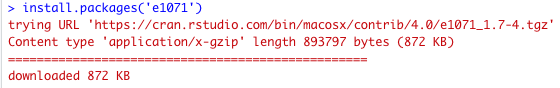 > install.packages('e1071')
trying URL 'https://cran.rstudio.com/bin/macosx/contrib/4.0/e1071_1.7-4.tgz'
Content type 'application/x-gzip' length 893797 bytes (872 KB)
==================================================
downloaded 872 KB